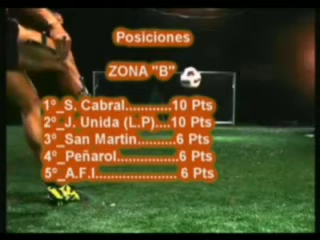 Posiciones
ZONA "B"
1º_S. Cabral............10 Pts
2º_J. Unida (L.P)....10 Pts
3º_San Martin..........6 Pts
4º_Peñarol................6 Pts
5º_A.F.I..................... 6 Pts